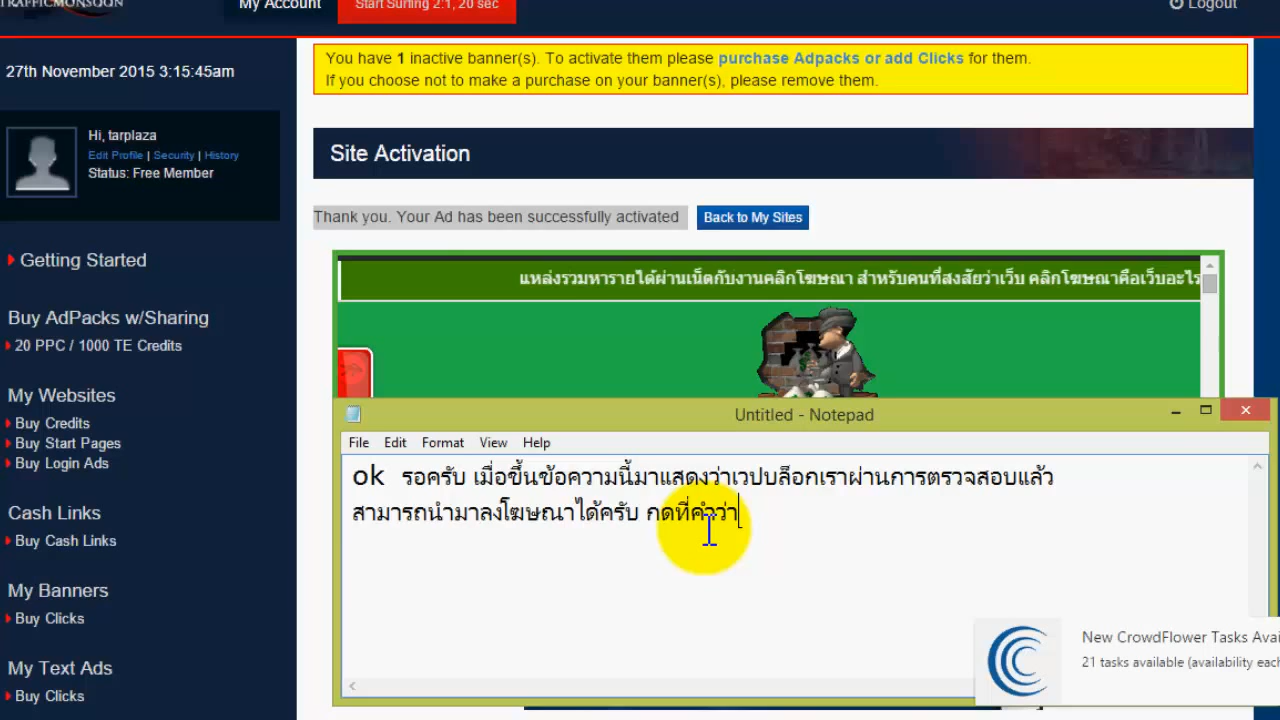 TRAFFICMONSOON
My Account
Start Surfing 2:1, 20 sec
Logout
27th November 2015 3:15:45am
Hi, tarplaza
Edit Profile | Security | History
Status: Free Member
Getting Started
Buy AdPacks w/Sharing
20 PPC / 1000 TE Credits
My Websites
Buy Credits
Buy Start Pages
Buy Login Ads
Cash Links
Buy Cash Links
My Banners
Buy Clicks
My Text Ads
Buy Clicks
You have 1 inactive banner(s). To activate them please purchase Adpacks or add Clicks for them.
If you choose not to make a purchase on your banner(s), please remove them.
Site Activation
Thank you. Your Ad has been successfully activated
Back to My Sites
แหล่งรวมหารายได้ผ่านเน็ตกับงานคลิกโฆษณา สำหรับคนที่สงสัยว่าเว็บ คลิกโฆษณาคือเว็บอะไร
Untitled - Notepad
File Edit Format View Help
ok รอครับ เมื่อขึ้นข้อความนี้มาแสดงว่าเวปบล๊อกเราผ่านการตรวจสอบแล้ว
สามารถนำมาลงโฆษณาได้ครับ กดที่คำว่า
New CrowdFlower Tasks Avai
21 tasks available (availability each